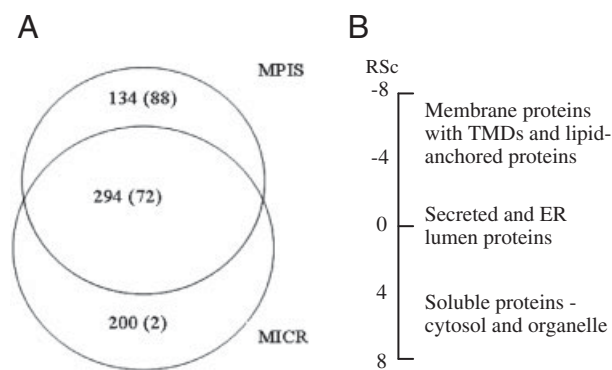 A
MPIS
134 (88)
294 (72)
200 (2)
MICR
B
RSc
-8
-4
0
4
8
Membrane proteins
with TMDs and lipid-
anchored proteins
Secreted and ER
lumen proteins
Soluble proteins -
cytosol and organelle